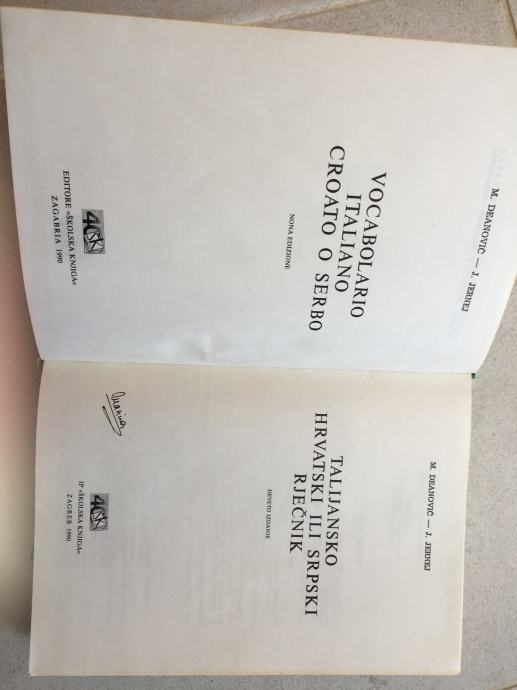 M. DEANOVIĆ — J. JERNEJ
VOCABOLARIO
ITALIANO
CROATO O SERBO
NONA EDIZIONE
EDITORE »ŠKOLSKA KNJIGA«
ZAGABRIA 1990
M. DEANOVIĆ — J. JERNEJ
TALIJANSKO
HRVATSKI ILI SRPSKI
RJEČNIK
DEVETO IZDANJE
IP »ŠKOLSKA KNJIGA«
ZAGREB 1990